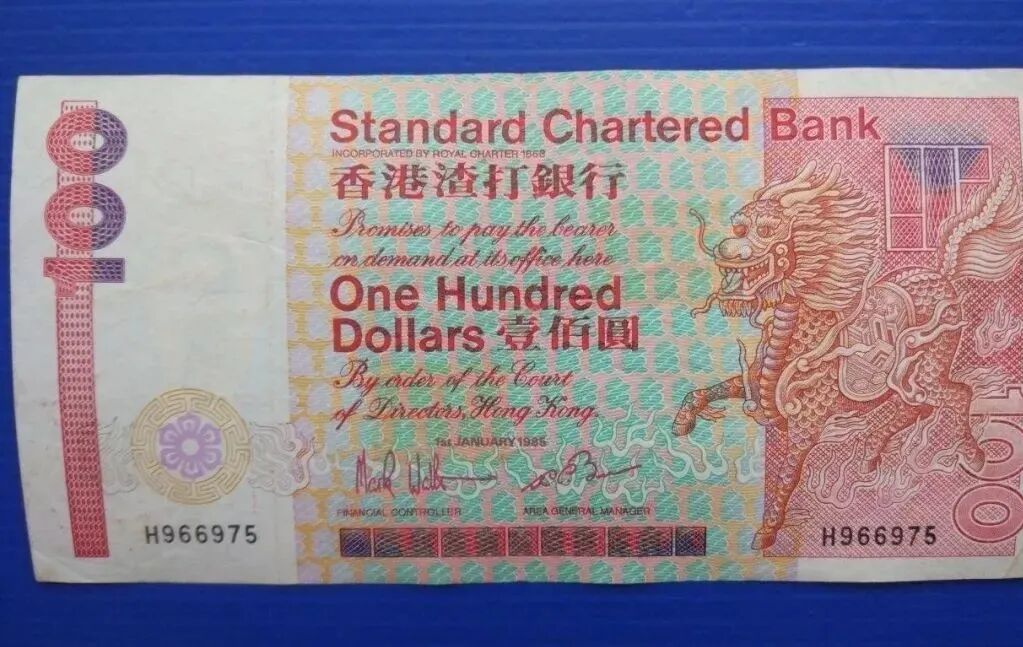 100
Standard Chartered Bank
INCORPORATED BY ROYAL CHARTER 1853
香港渣打銀行
Promises to pay the bearer
on demand at its office here
One Hundred
Dollars 壹佰圓
By order of the Court
of Directors, Hong Kong.
1st JANUARY 1985
FINANCIAL CONTROLLER
AREA GENERAL MANAGER
H966975
H966975
100